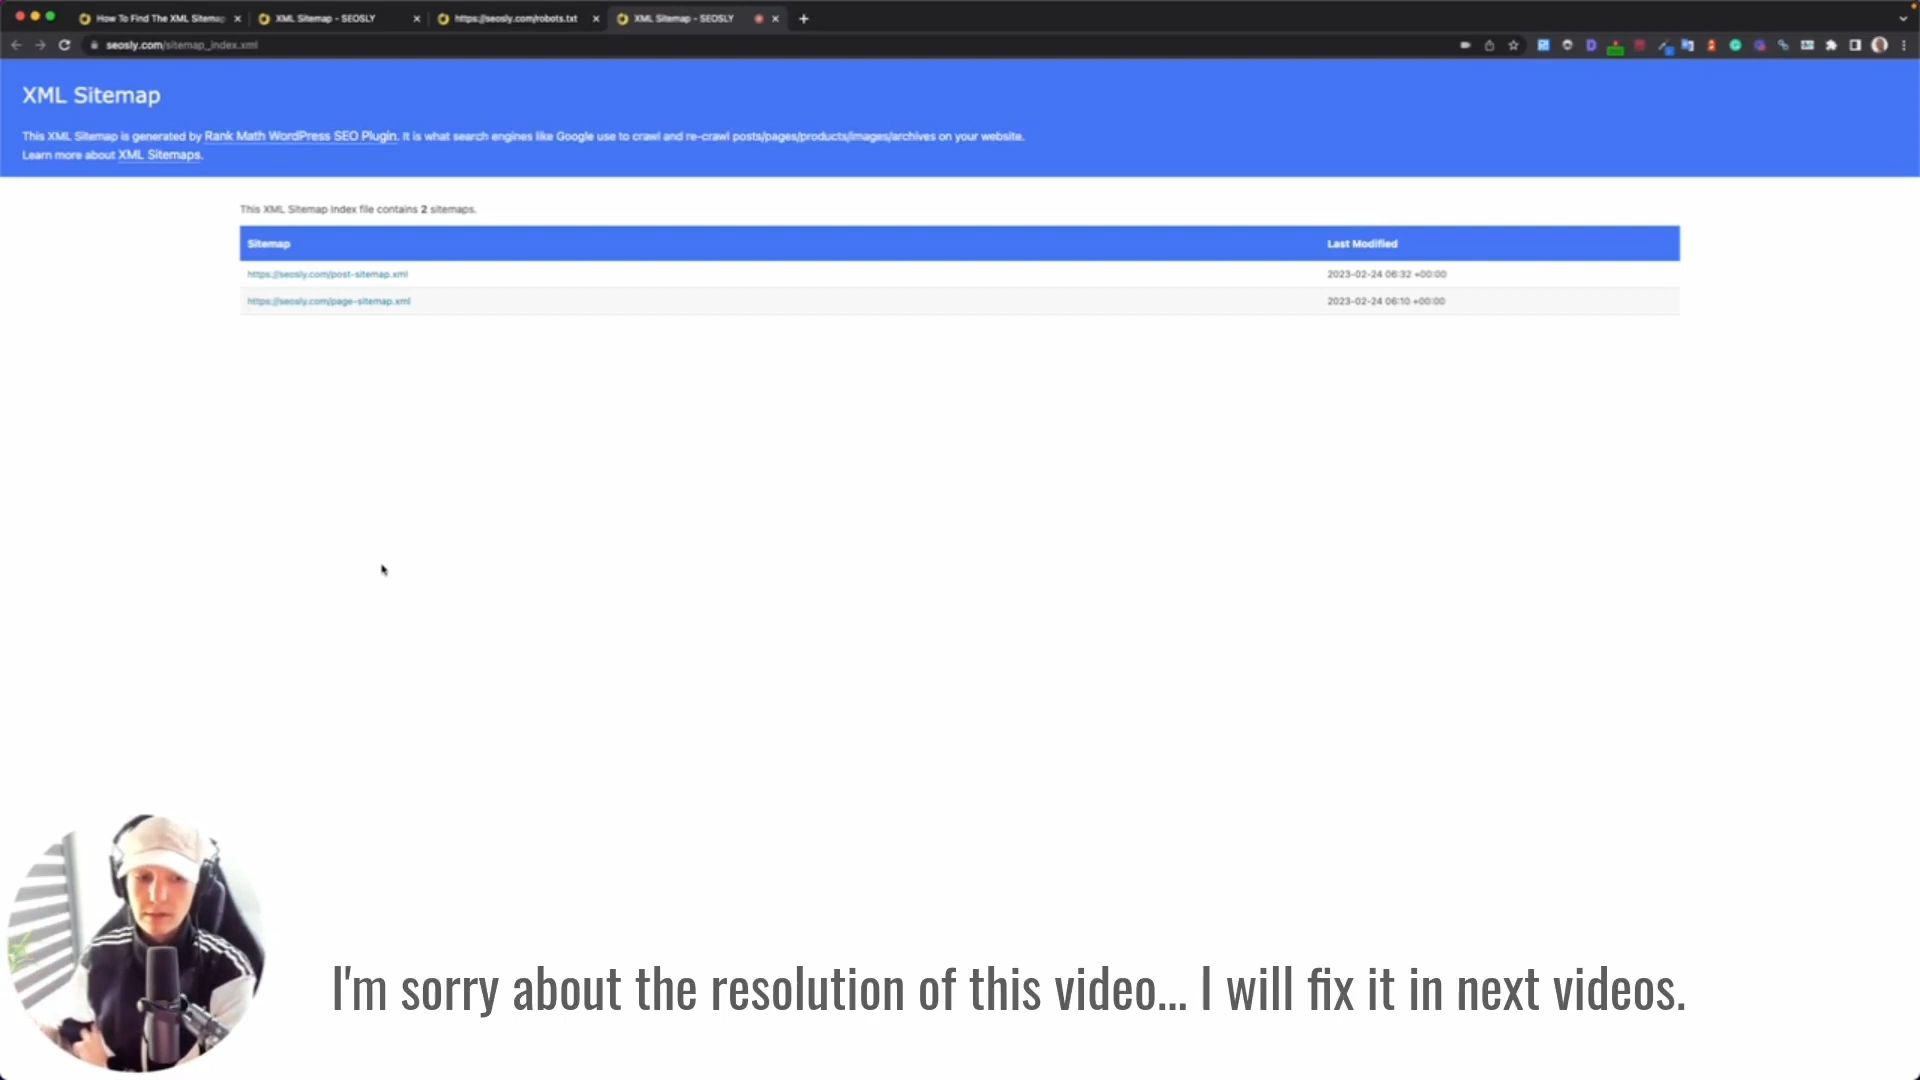 How To Find The XML Sitemap
XML Sitemap - SEOSLY
https://seosly.com/robots.txt
XML Sitemap - SEOSLY
seosly.com/sitemap_index.xml
XML Sitemap
This XML Sitemap is generated by Rank Math WordPress SEO Plugin. It is what search engines like Google use to crawl and re-crawl posts/pages/products/images/archives on your website.
Learn more about XML Sitemaps.
This XML Sitemap Index file contains 2 sitemaps.
Sitemap Last Modified
https://seosly.com/post-sitemap.xml 2023-02-24 06:32 +00:00
https://seosly.com/page-sitemap.xml 2023-02-24 06:10 +00:00
I'm sorry about the resolution of this video... I will fix it in next videos.